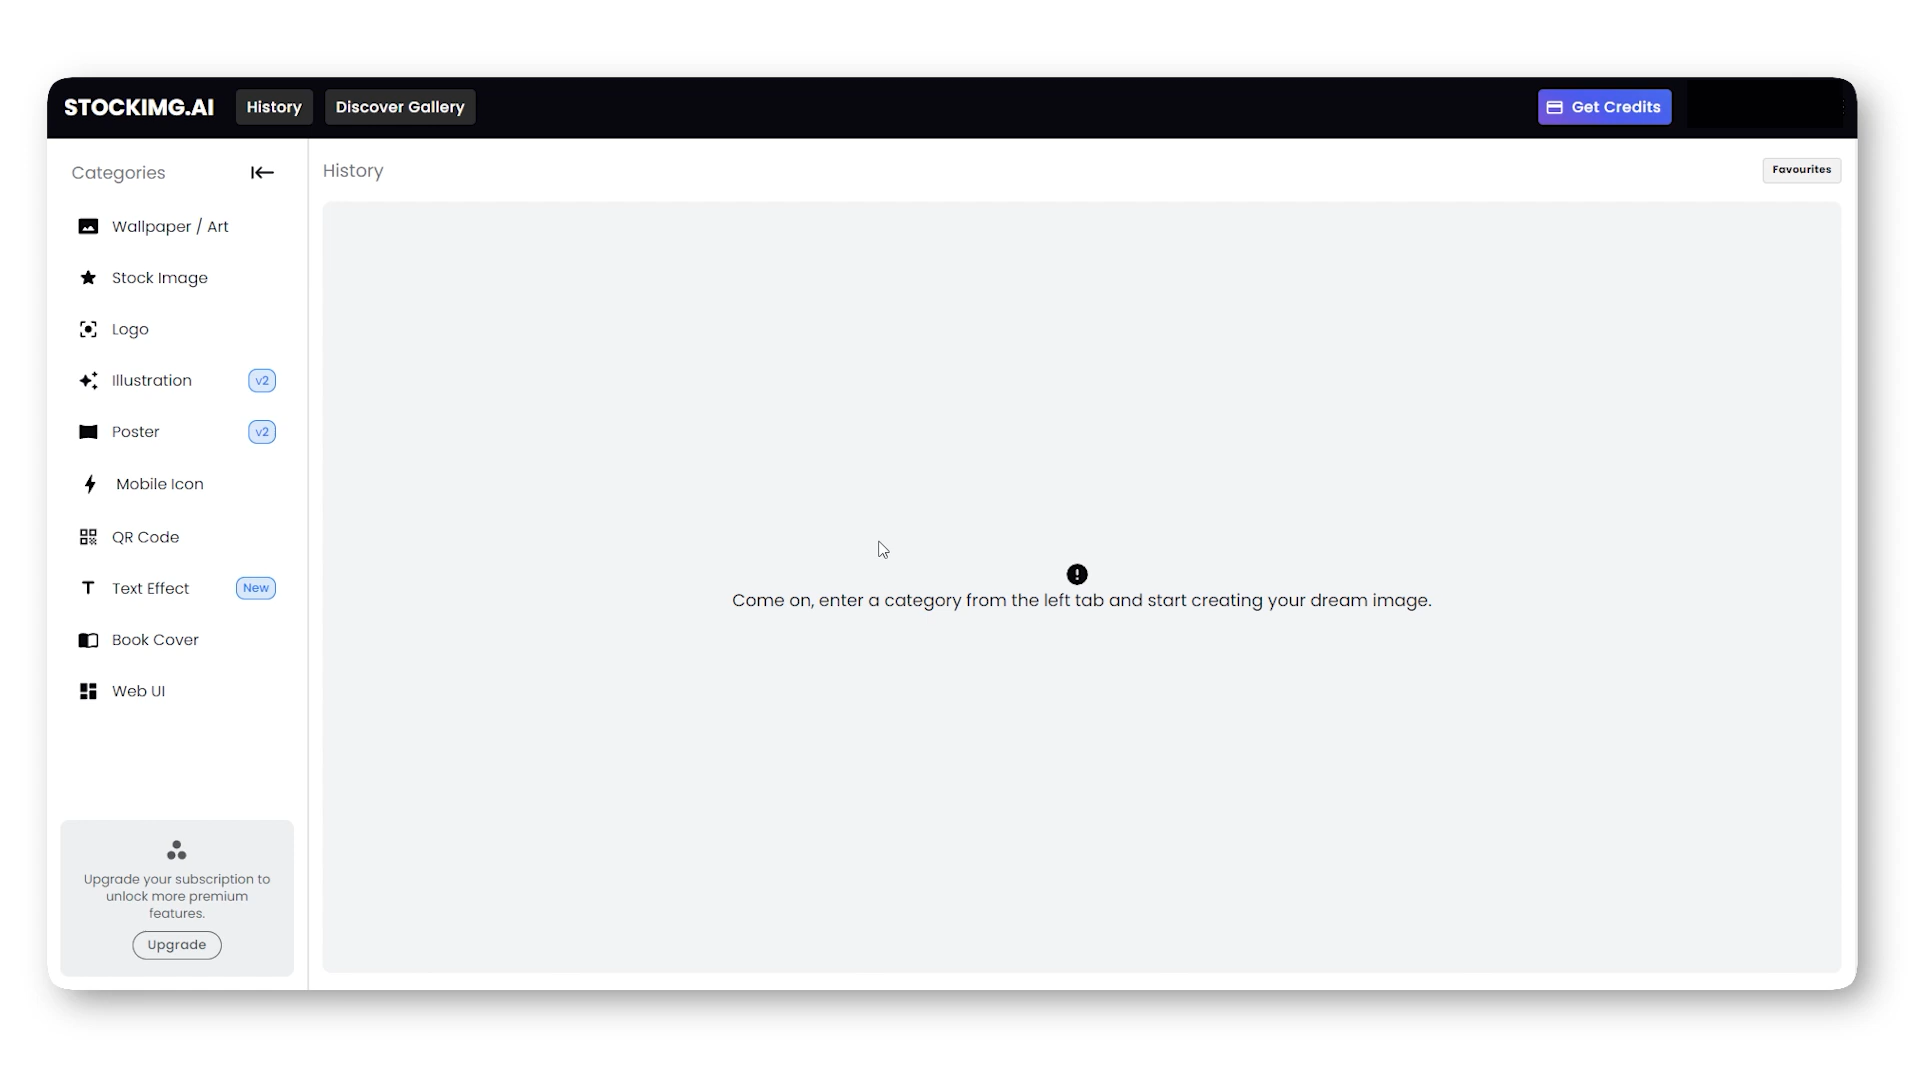 STOCKIMG.AI
History
Discover Gallery
Get Credits
Categories
History
Favourites
Wallpaper / Art
Stock Image
Logo
Illustration v2
Poster v2
Mobile Icon
QR Code
Text Effect New
Book Cover
Web UI
Come on, enter a category from the left tab and start creating your dream image.
Upgrade your subscription to
unlock more premium
features.
Upgrade